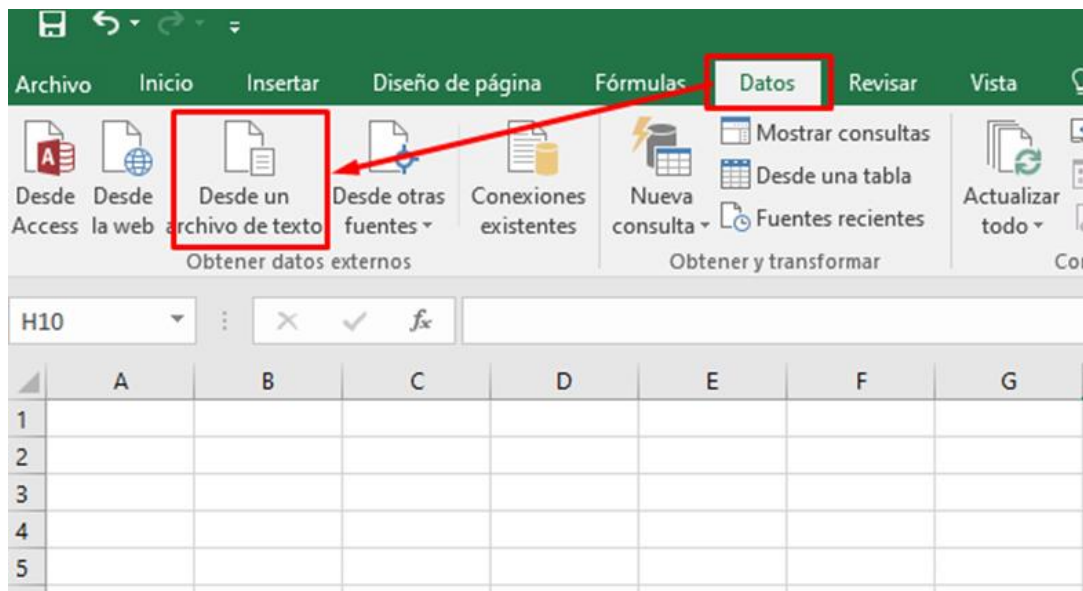 Archivo Inicio Insertar Diseño de página Fórmulas Datos Revisar Vista
Desde Access
Desde la web
Desde un archivo de texto
Desde otras fuentes
Conexiones existentes
Obtener datos externos
Nueva consulta
Mostrar consultas
Desde una tabla
Fuentes recientes
Obtener y transformar
Actualizar todo
H10
fx
A B C D E F G
1
2
3
4
5